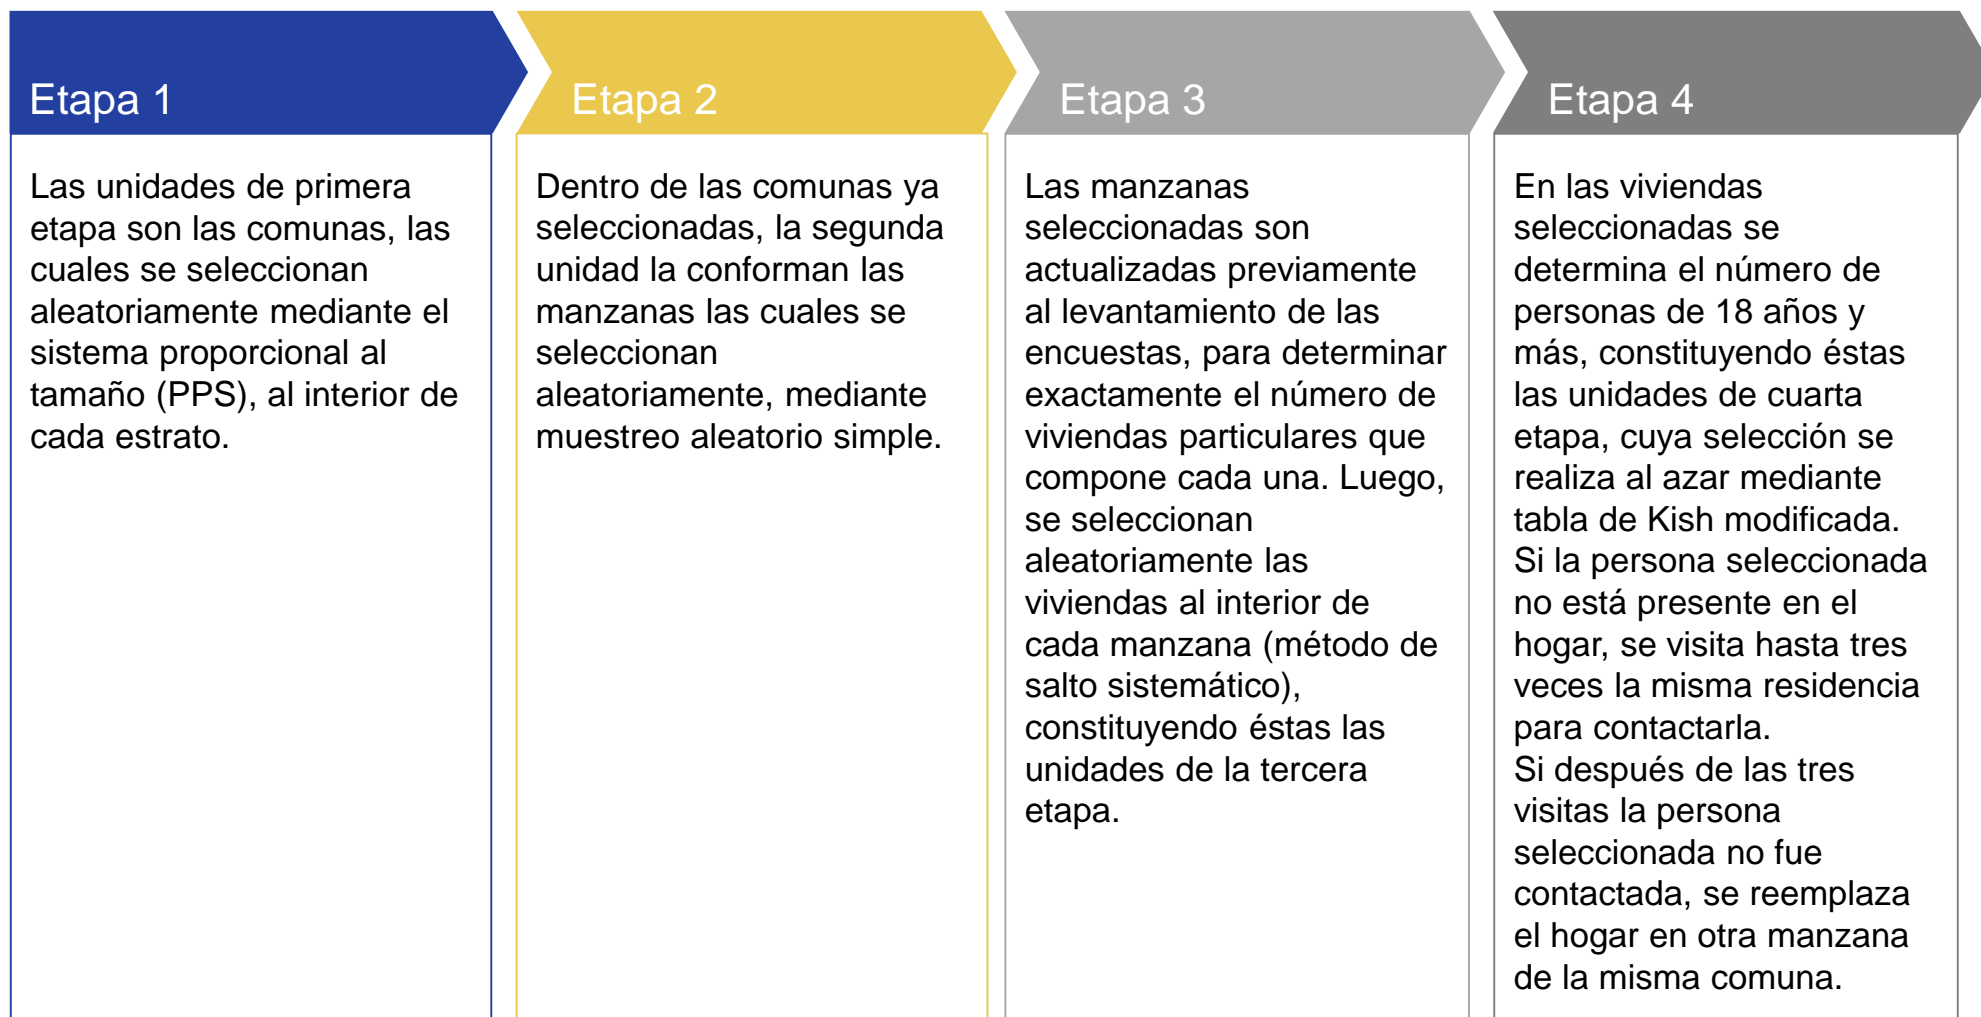 Etapa 1
Las unidades de primera
etapa son las comunas, las
cuales se seleccionan
aleatoriamente mediante el
sistema proporcional al
tamaño (PPS), al interior de
cada estrato.
Etapa 2
Dentro de las comunas ya
seleccionadas, la segunda
unidad la conforman las
manzanas las cuales se
seleccionan
aleatoriamente, mediante
muestreo aleatorio simple.
Etapa 3
Las manzanas
seleccionadas son
actualizadas previamente
al levantamiento de las
encuestas, para determinar
exactamente el número de
viviendas particulares que
compone cada una. Luego,
se seleccionan
aleatoriamente las
viviendas al interior de
cada manzana (método de
salto sistemático),
constituyendo éstas las
unidades de la tercera
etapa.
Etapa 4
En las viviendas
seleccionadas se
determina el número de
personas de 18 años y
más, constituyendo éstas
las unidades de cuarta
etapa, cuya selección se
realiza al azar mediante
tabla de Kish modificada.
Si la persona seleccionada
no está presente en el
hogar, se visita hasta tres
veces la misma residencia
para contactarla.
Si después de las tres
visitas la persona
seleccionada no fue
contactada, se reemplaza
el hogar en otra manzana
de la misma comuna.